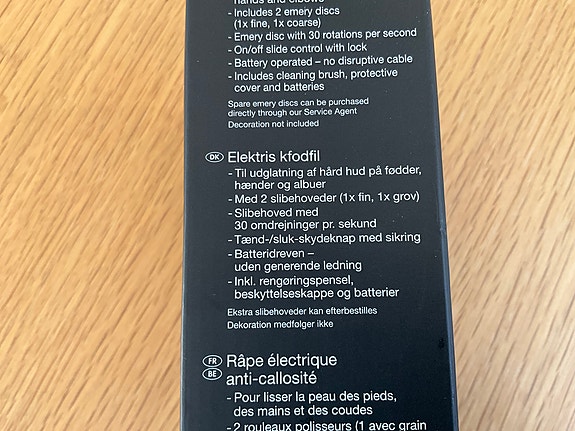 hands and elbows
- Includes 2 emery discs
(1x fine, 1x coarse)
- Emery disc with 30 rotations per second
- On/off slide control with lock
- Battery operated – no disruptive cable
- Includes cleaning brush, protective
cover and batteries
Spare emery discs can be purchased
directly through our Service Agent
Decoration not included
DK Elektris kfodfil
- Til udglatning af hård hud på fødder,
hænder og albuer
- Med 2 slibehoveder (1x fin, 1x grov)
- Slibehoved med
30 omdrejninger pr. sekund
- Tænd-/sluk-skydeknap med sikring
- Batteridreven –
uden generende ledning
- Inkl. rengøringspensel,
beskyttelseskappe og batterier
Ekstra slibehoveder kan efterbestilles
Dekoration medfølger ikke
FR Râpe électrique
BE anti-callosité
- Pour lisser la peau des pieds,
des mains et des coudes
- 2 rouleaux polisseurs (1 avec grain